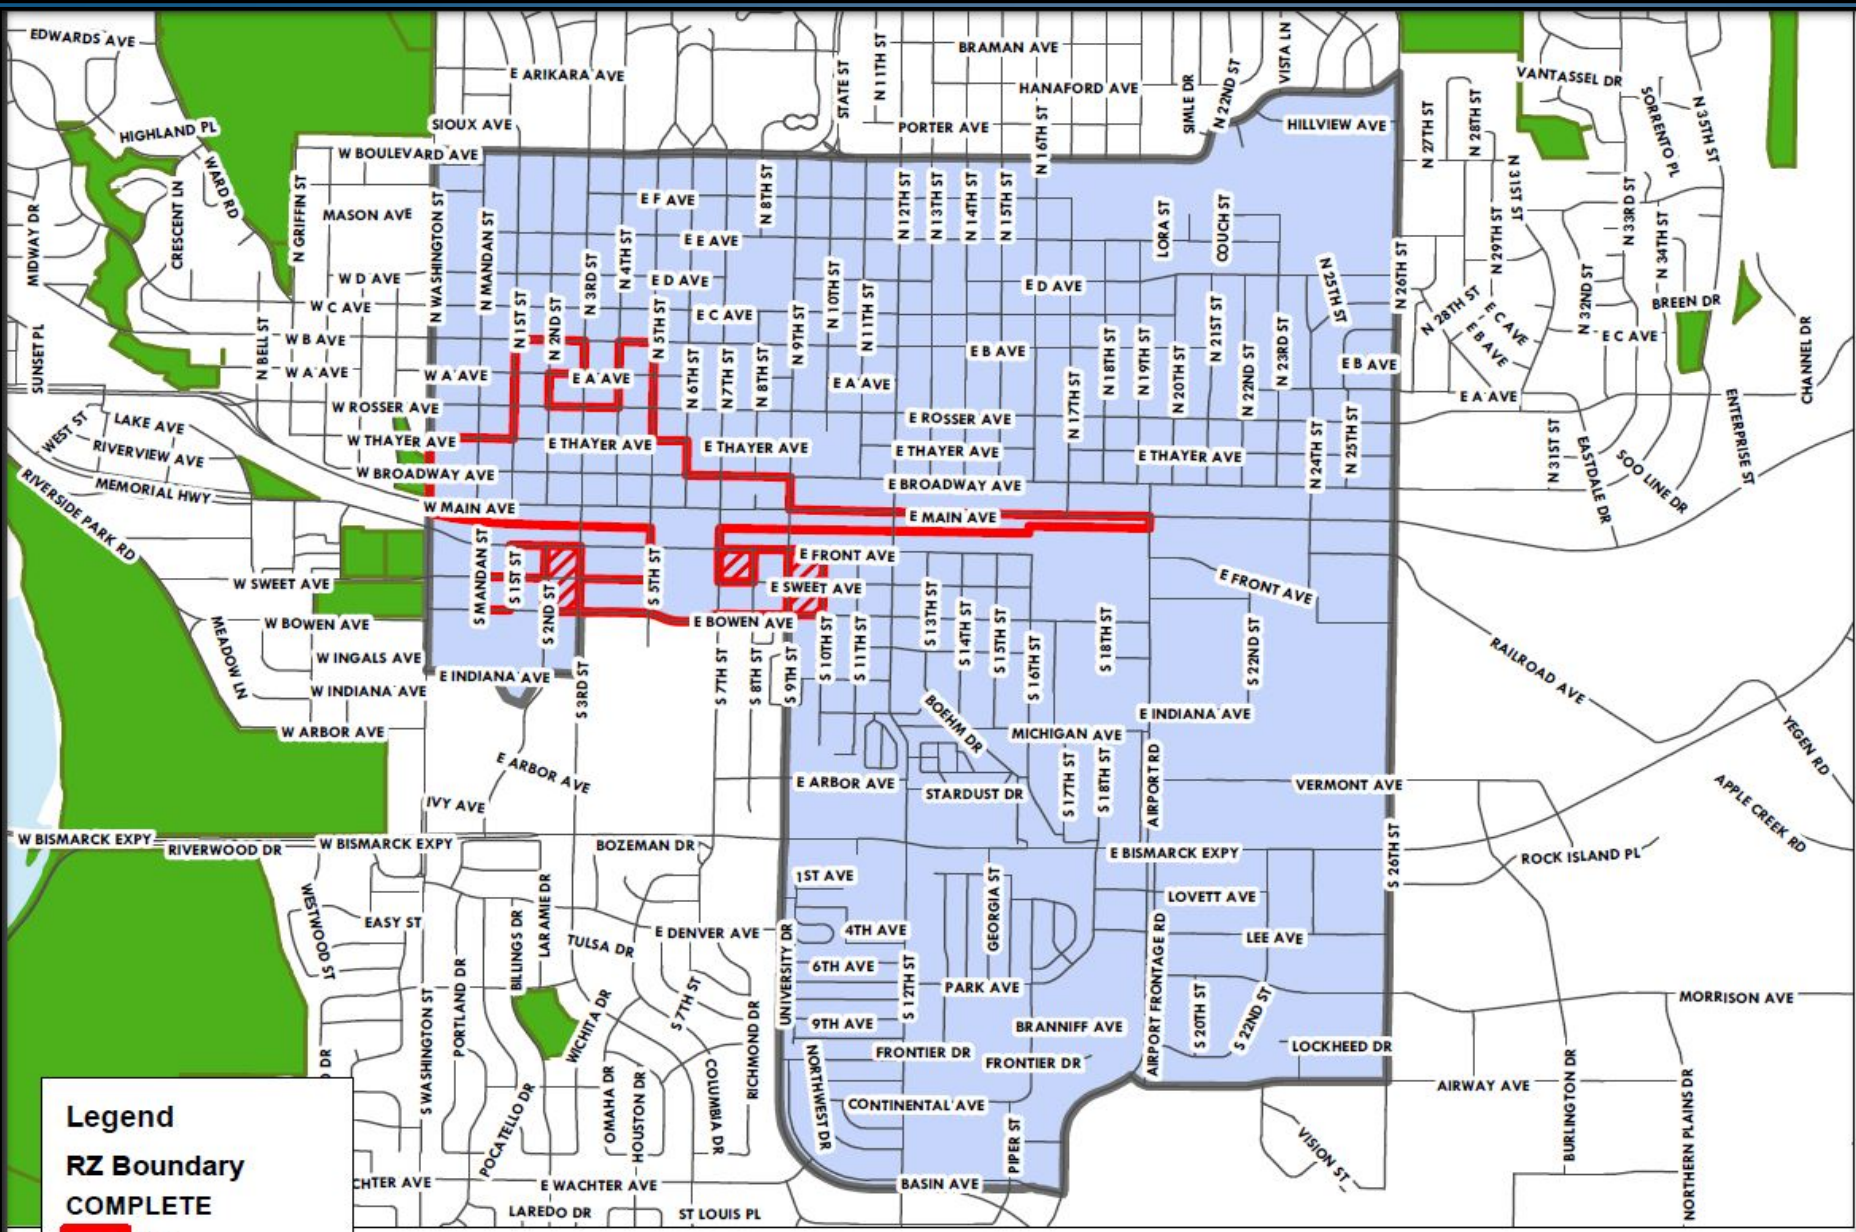 EDWARDS AVE
BRAMAN AVE
E ARIKARA AVE
HANAFORD AVE
STATE ST
N 11TH ST
SIMLE DR
N 22ND ST
VISTA LN
VANTASSEL DR
SORRENTO PL
N 35TH ST
HIGHLAND PL
SIOUX AVE
PORTER AVE
N 16TH ST
HILLVIEW AVE
N 27TH ST
N 28TH ST
W BOULEVARD AVE
WARD RD
CRESCENT LN
MIDWAY DR
N GRIFFIN ST
MASON AVE
N WASHINGTON ST
N MANDAN ST
E F AVE
N 8TH ST
N 12TH ST
N 13TH ST
N 14TH ST
N 15TH ST
LORA ST
COUCH ST
N 31ST ST
N 29TH ST
N 33RD ST
N 34TH ST
E E AVE
W D AVE
N 3RD ST
N 4TH ST
E D AVE
N 10TH ST
E D AVE
N 25TH ST
N 26TH ST
N 32ND ST
W C AVE
N 1ST ST
N 2ND ST
N 5TH ST
E C AVE
N 9TH ST
N 11TH ST
N 21ST ST
N 28TH ST
E C AVE
E B AVE
BREEN DR
SUNSET PL
N BELL ST
W B AVE
E B AVE
N 18TH ST
N 19TH ST
N 20TH ST
N 22ND ST
N 23RD ST
E B AVE
E C AVE
CHANNEL DR
W A AVE
W A AVE
E A AVE
N 6TH ST
N 7TH ST
N 8TH ST
E A AVE
N 17TH ST
E A AVE
ENTERPRISE ST
W ROSSER AVE
E ROSSER AVE
WEST ST
LAKE AVE
W THAYER AVE
E THAYER AVE
E THAYER AVE
E THAYER AVE
E THAYER AVE
N 24TH ST
N 25TH ST
N 31ST ST
EASTDALE DR
SOO LINE DR
RIVERVIEW AVE
W BROADWAY AVE
E BROADWAY AVE
MEMORIAL HWY
RIVERSIDE PARK RD
W MAIN AVE
E MAIN AVE
S MANDAN ST
S 1ST ST
S 2ND ST
S 5TH ST
E FRONT AVE
W SWEET AVE
E SWEET AVE
E FRONT AVE
S 13TH ST
S 14TH ST
S 15TH ST
S 16TH ST
S 18TH ST
S 22ND ST
MEADOW LN
W BOWEN AVE
E BOWEN AVE
S 10TH ST
S 11TH ST
W INGALS AVE
E INDIANA AVE
S 3RD ST
S 7TH ST
S 8TH ST
S 9TH ST
RAILROAD AVE
W INDIANA AVE
BOEHM DR
E INDIANA AVE
W ARBOR AVE
MICHIGAN AVE
YEGEN RD
E ARBOR AVE
E ARBOR AVE
STARDUST DR
S 17TH ST
S 18TH ST
AIRPORT RD
VERMONT AVE
APPLE CREEK RD
IVY AVE
W BISMARCK EXPY
RIVERWOOD DR
W BISMARCK EXPY
BOZEMAN DR
E BISMARCK EXPY
S 26TH ST
ROCK ISLAND PL
WESTWOOD ST
EASY ST
BILLINGS DR
LARAMIE DR
1ST AVE
GEORGIA ST
LOVETT AVE
TULSA DR
E DENVER AVE
UNIVERSITY DR
4TH AVE
AIRPORT FRONTAGE RD
LEE AVE
6TH AVE
S 12TH ST
PARK AVE
S WASHINGTON ST
PORTLAND DR
WICHITA DR
S 7TH ST
RICHMOND DR
9TH AVE
BRANNIFF AVE
S 20TH ST
S 22ND ST
MORRISON AVE
FRONTIER DR
FRONTIER DR
LOCKHEED DR
D DR
POCATELLO DR
OMAHA DR
HOUSTON DR
COLUMBIA DR
NORTHWEST DR
CONTINENTAL AVE
PIPER ST
AIRWAY AVE
BURLINGTON DR
NORTHERN PLAINS DR
VISION ST
CHTER AVE
E WACHTER AVE
BASIN AVE
LAREDO DR
ST LOUIS PL
Legend
RZ Boundary
COMPLETE